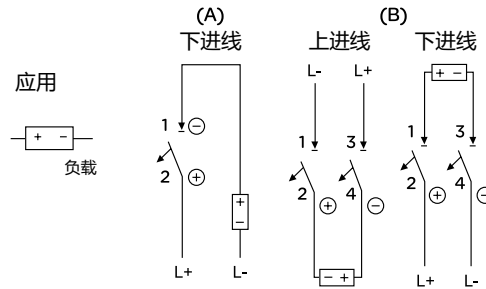 (A)
下进线
(B)
上进线 下进线
L- L+
应用
+ -
负载
1 -
2 +
+
-
L+ L-
1 3
2 + 4 -
- +
+ -
1 3
2 + 4 -
L+ L-